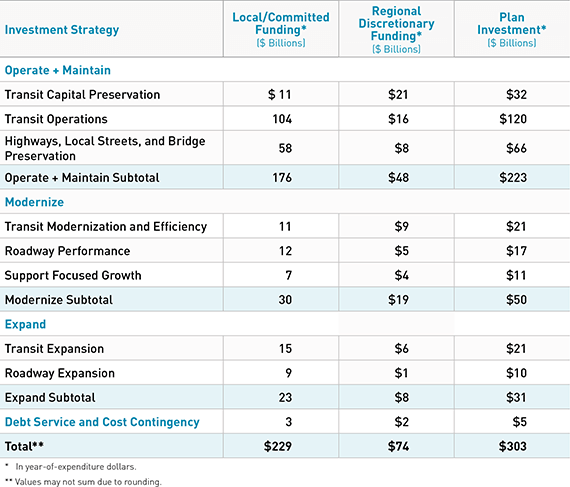 Investment Strategy Local/Committed Funding* ($ Billions) Regional Discretionary Funding* ($ Billions) Plan Investment* ($ Billions)
Operate + Maintain
Transit Capital Preservation $ 11 $21 $32
Transit Operations 104 $16 $120
Highways, Local Streets, and Bridge
Preservation 58 $8 $66
Operate + Maintain Subtotal 176 $48 $223
Modernize
Transit Modernization and Efficiency 11 $9 $21
Roadway Performance 12 $5 $17
Support Focused Growth 7 $4 $11
Modernize Subtotal 30 $19 $50
Expand
Transit Expansion 15 $6 $21
Roadway Expansion 9 $1 $10
Expand Subtotal 23 $8 $31
Debt Service and Cost Contingency 3 $2 $5
Total** $229 $74 $303
* In year-of-expenditure dollars.
** Values may not sum due to rounding.